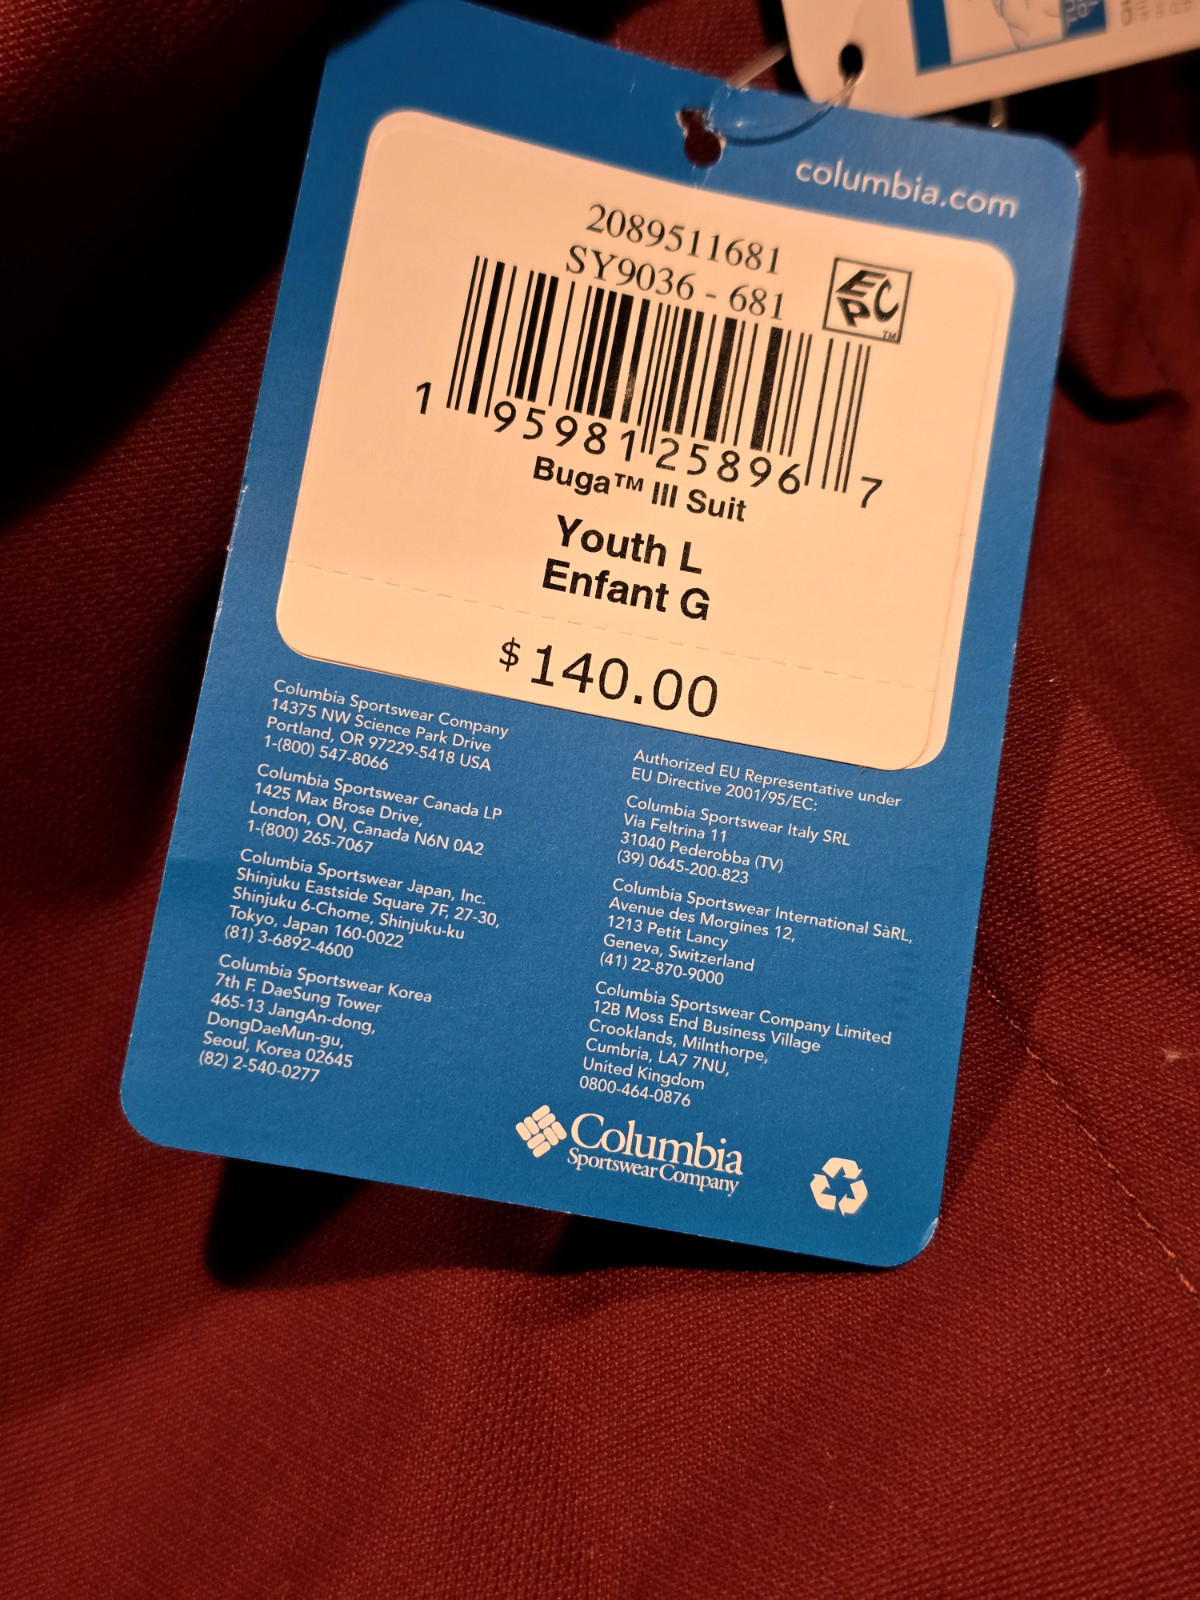 columbia.com
2089511681
SY9036 - 681
EPC™
1 95981 25896 7
Buga™ III Suit
Youth L
Enfant G
$140.00
Columbia Sportswear Company
14375 NW Science Park Drive
Portland, OR 97229-5418 USA
1-(800) 547-8066
Columbia Sportswear Canada LP
1425 Max Brose Drive,
London, ON, Canada N6N 0A2
1-(800) 265-7067
Columbia Sportswear Japan, Inc.
Shinjuku Eastside Square 7F, 27-30,
Shinjuku 6-Chome, Shinjuku-ku
Tokyo, Japan 160-0022
(81) 3-6892-4600
Columbia Sportswear Korea
7th F. DaeSung Tower
465-13 JangAn-dong,
DongDaeMun-gu,
Seoul, Korea 02645
(82) 2-540-0277
Authorized EU Representative under
EU Directive 2001/95/EC:
Columbia Sportswear Italy SRL
Via Feltrina 11
31040 Pederobba (TV)
(39) 0645-200-823
Columbia Sportswear International SàRL,
Avenue des Morgines 12,
1213 Petit Lancy
Geneva, Switzerland
(41) 22-870-9000
Columbia Sportswear Company Limited
12B Moss End Business Village
Crooklands, Milnthorpe,
Cumbria, LA7 7NU,
United Kingdom
0800-464-0876
Columbia
Sportswear Company